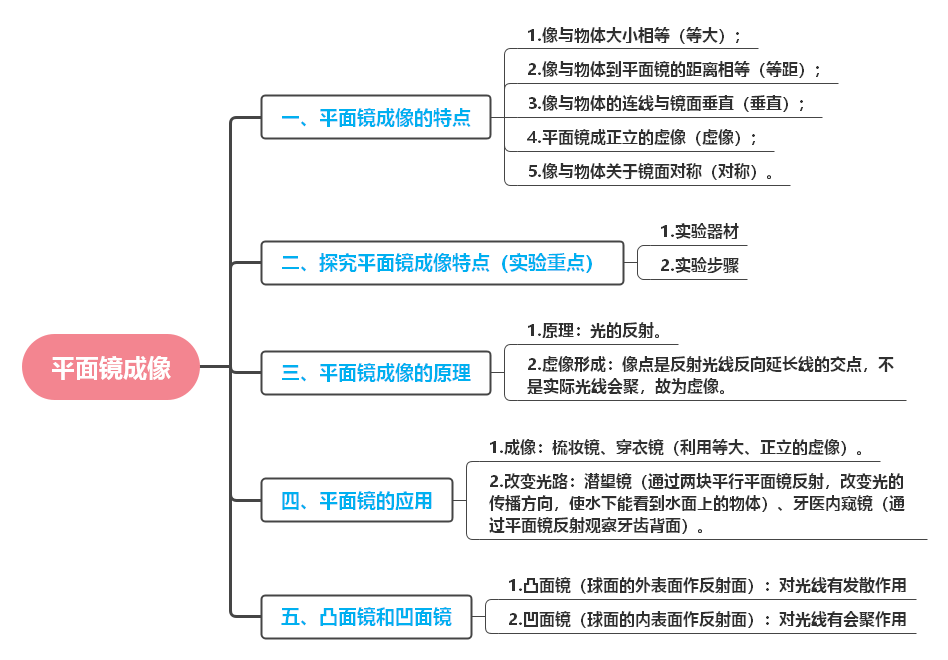 平面镜成像
一、平面镜成像的特点
1.像与物体大小相等（等大）；
2.像与物体到平面镜的距离相等（等距）；
3.像与物体的连线与镜面垂直（垂直）；
4.平面镜成正立的虚像（虚像）；
5.像与物体关于镜面对称（对称）。
二、探究平面镜成像特点（实验重点）
1.实验器材
2.实验步骤
三、平面镜成像的原理
1.原理：光的反射。
2.虚像形成：像点是反射光线反向延长线的交点，不
是实际光线会聚，故为虚像。
四、平面镜的应用
1.成像：梳妆镜、穿衣镜（利用等大、正立的虚像）。
2.改变光路：潜望镜（通过两块平行平面镜反射，改变光的
传播方向，使水下能看到水面上的物体）、牙医内窥镜（通
过平面镜反射观察牙齿背面）。
五、凸面镜和凹面镜
1.凸面镜（球面的外表面作反射面）：对光线有发散作用
2.凹面镜（球面的内表面作反射面）：对光线有会聚作用